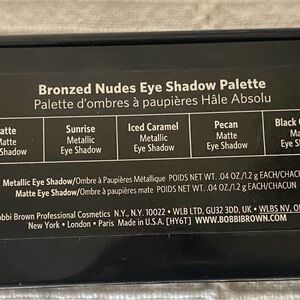 Bronzed Nudes Eye Shadow Palette
Palette d'ombres à paupières Hâle Absolu
atte Sunrise Iced Caramel Pecan Black
Matte Metallic Metallic Matte
Shadow Eye Shadow Eye Shadow Eye Shadow Eye Shadow
Metallic Eye Shadow/Ombre à Paupières Métallique POIDS NET WT. .04 OZ/1.2 g EACH/CHACUN
Matte Eye Shadow/Ombre à paupières mate POIDS NET WT. .04 OZ./1.2 g EACH/CHACUN
obbi Brown Professional Cosmetics N.Y., N.Y. 10022 • WLB LTD, GU32 3DD, UK • WLBS NV,
New York • London • Paris Made in U.S.A. [HY6T] WWW.BOBBIBROWN.COM